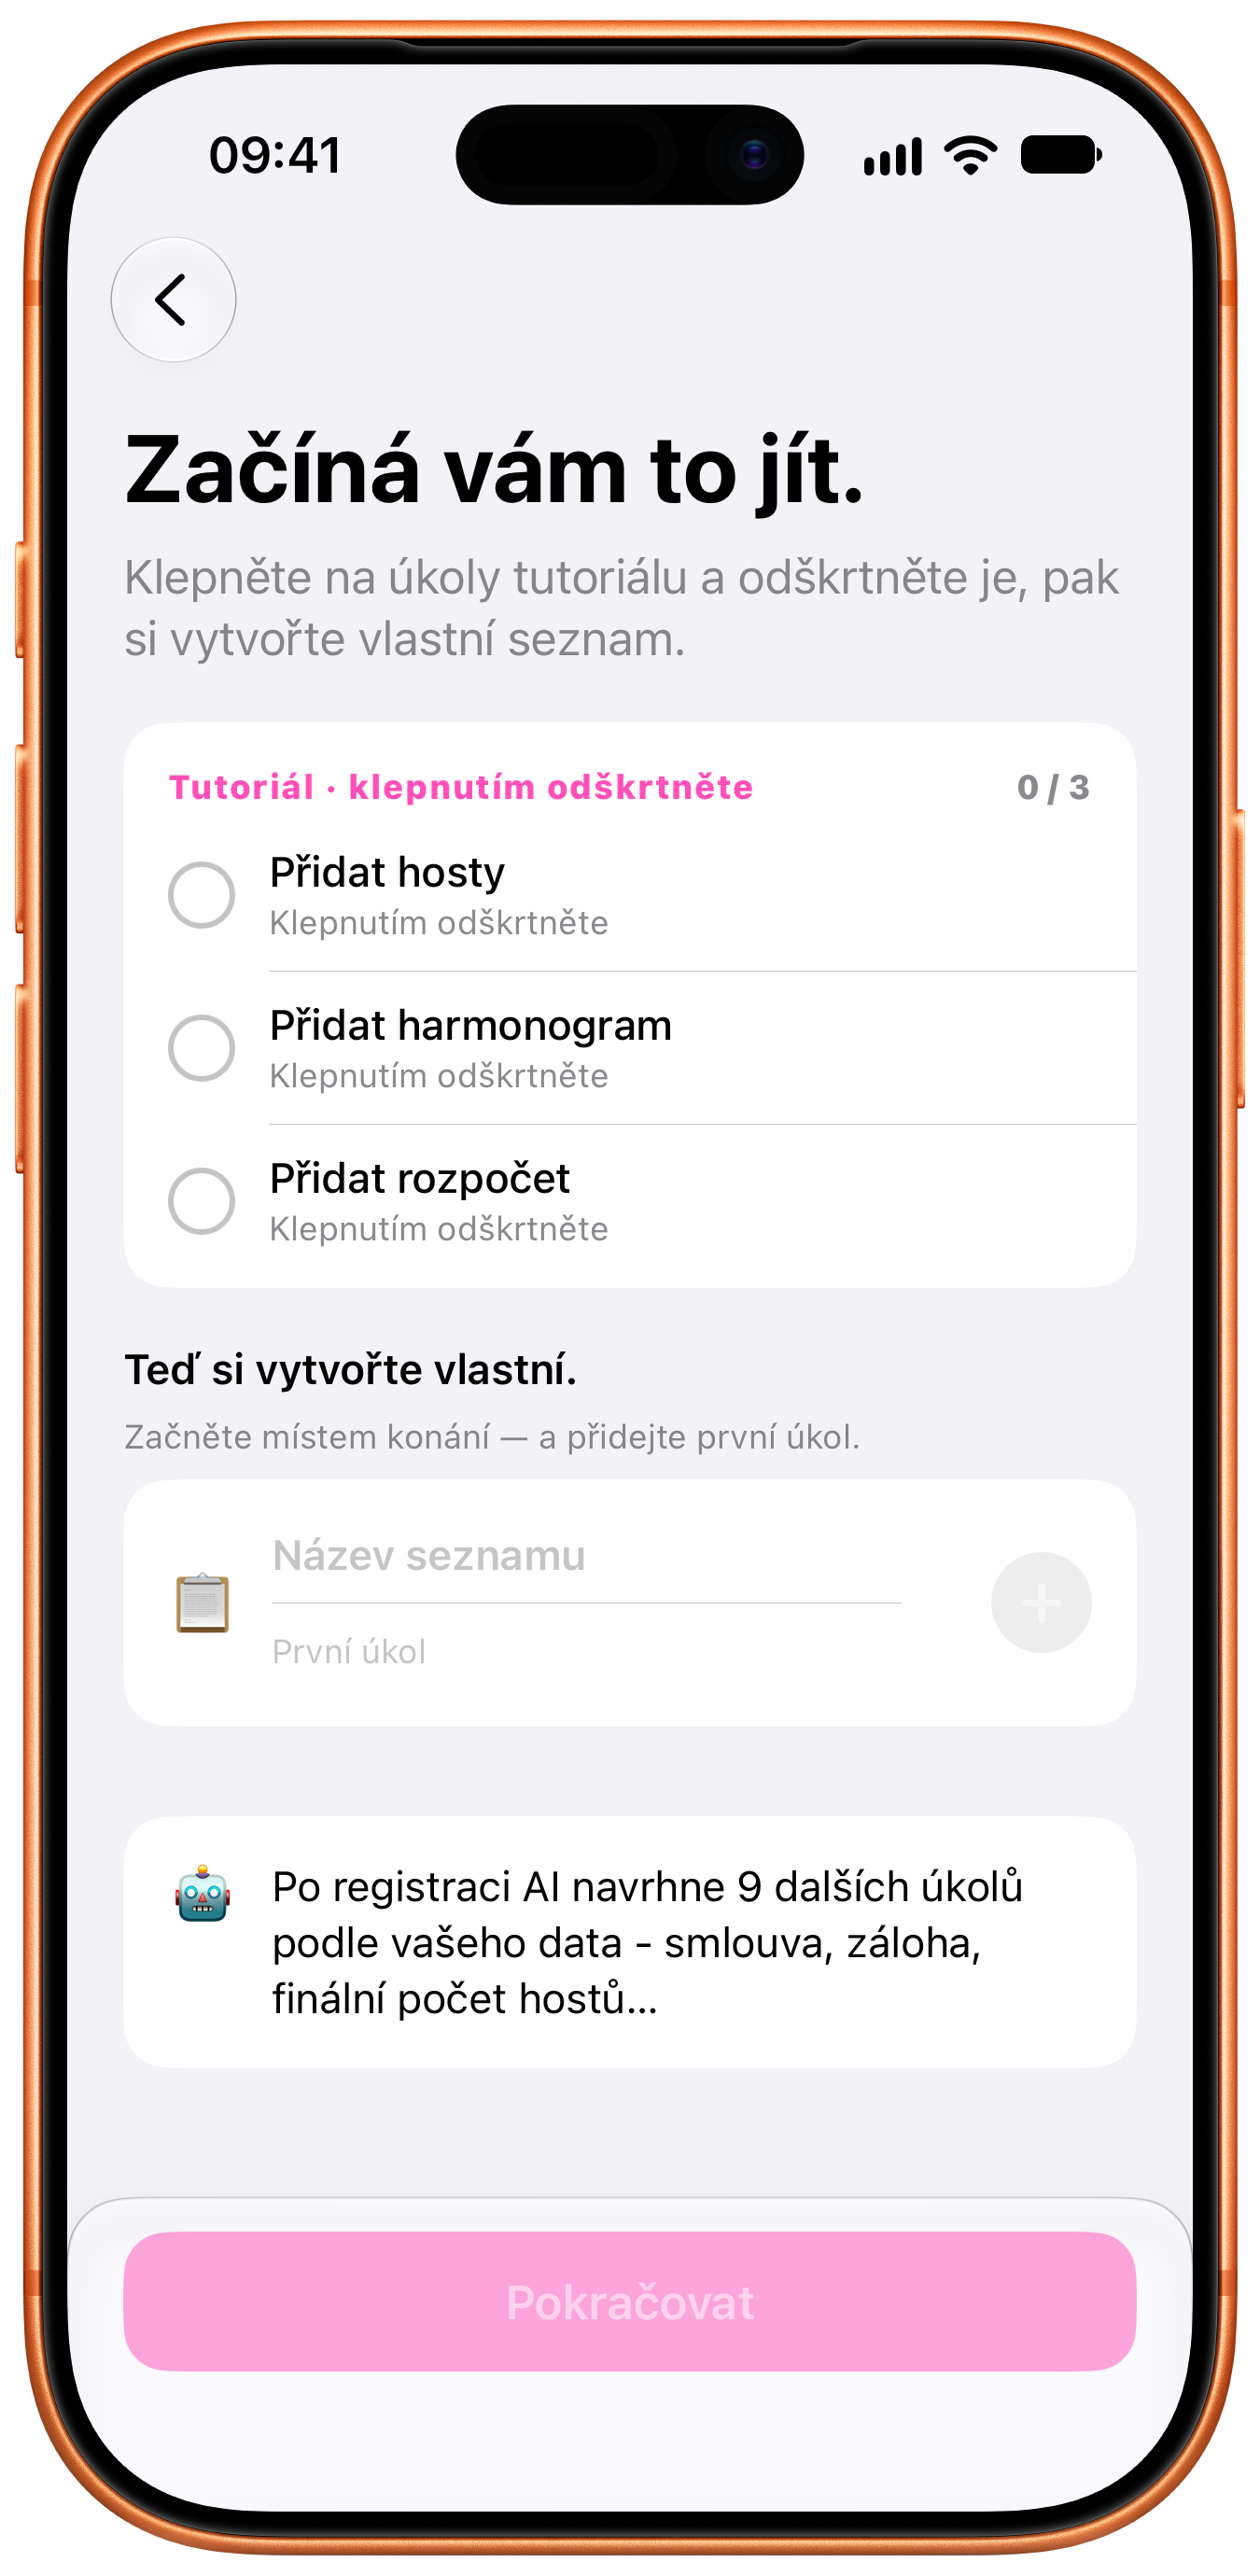 09:41
Začíná vám to jít.
Klepněte na úkoly tutoriálu a odškrtněte je, pak
si vytvořte vlastní seznam.
Tutoriál · klepnutím odškrtněte 0 / 3
Přidat hosty
Klepnutím odškrtněte
Přidat harmonogram
Klepnutím odškrtněte
Přidat rozpočet
Klepnutím odškrtněte
Teď si vytvořte vlastní.
Začněte místem konání — a přidejte první úkol.
Název seznamu
První úkol
Po registraci AI navrhne 9 dalších úkolů
podle vašeho data - smlouva, záloha,
finální počet hostů...
Pokračovat